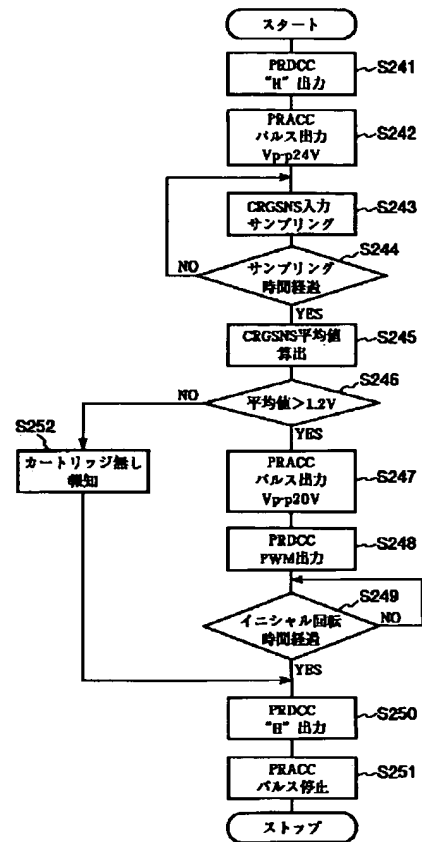 スタート
PRDCC
"H" 出力
S241
PRACC
パルス出力
Vp-p24V
S242
CRGSNS入力
サンプリング
S243
サンプリング
時間経過
S244
NO
YES
CRGSNS平均値
算出
S245
平均値>1.2V
S246
NO
YES
S252
カートリッジ無し
報知
PRACC
パルス出力
Vp-p20V
S247
PRDCC
PWM出力
S248
イニシャル回転
時間経過
S249
NO
YES
PRDCC
"H" 出力
S250
PRACC
パルス停止
S251
ストップ